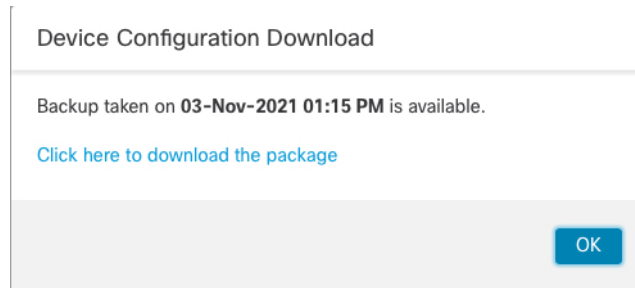 Device Configuration Download
Backup taken on 03-Nov-2021 01:15 PM is available.
Click here to download the package
OK